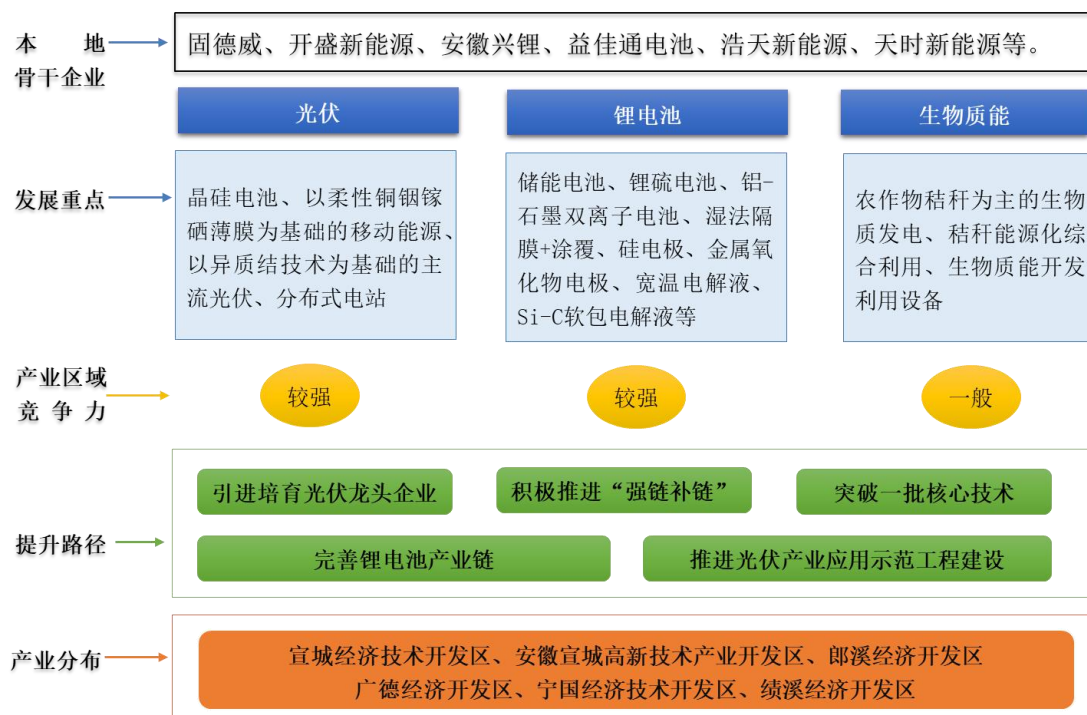 本地
骨干企业
固德威、开盛新能源、安徽兴锂、益佳通电池、浩天新能源、天时新能源等。
光伏
锂电池
生物质能
发展重点
晶硅电池、以柔性铜铟镓
硒薄膜为基础的移动能源、
以异质结技术为基础的主
流光伏、分布式电站
储能电池、锂硫电池、铝-
石墨双离子电池、湿法隔
膜+涂覆、硅电极、金属氧
化物电极、宽温电解液、
Si-C软包电解液等
农作物秸秆为主的生物
质发电、秸秆能源化综
合利用、生物质能开发
利用设备
产业区域
竞争力
较强
较强
一般
提升路径
引进培育光伏龙头企业
积极推进“强链补链”
突破一批核心技术
完善锂电池产业链
推进光伏产业应用示范工程建设
产业分布
宣城经济技术开发区、安徽宣城高新技术产业开发区、郎溪经济开发区
广德经济开发区、宁国经济技术开发区、绩溪经济开发区